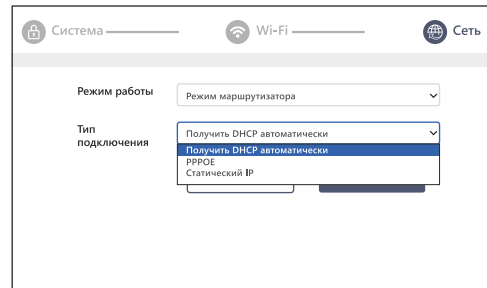 Система Wi-Fi Сеть
Режим работы Режим маршрутизатора
Тип подключения Получить DHCP автоматически
Получить DHCP автоматически
PPPOE
Статический IP